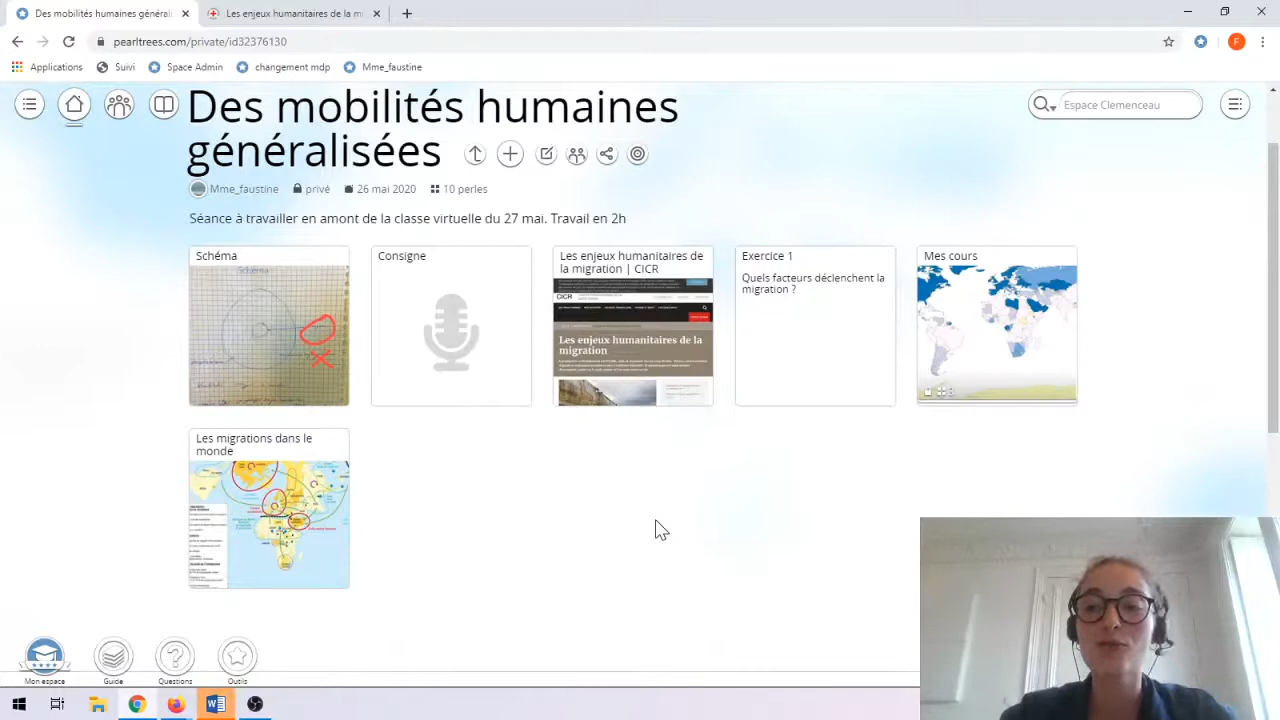 Des mobilités humaines générali
Les enjeux humanitaires de la m
pearltrees.com/private/id32376130
F
Applications
Suivi
Space Admin
changement mdp
Mme_faustine
Des mobilités humaines
généralisées
Espace Clemenceau
Mme_faustine
privé
26 mai 2020
10 perles
Séance à travailler en amont de la classe virtuelle du 27 mai. Travail en 2h
Schéma
Schéma
Consigne
Les enjeux humanitaires de
la migration | CICR
CICR
Les enjeux humanitaires de la
migration
Exercice 1
Quels facteurs déclenchent la
migration ?
Mes cours
Les migrations dans le
monde
Mon espace
Guide
Questions
Outils